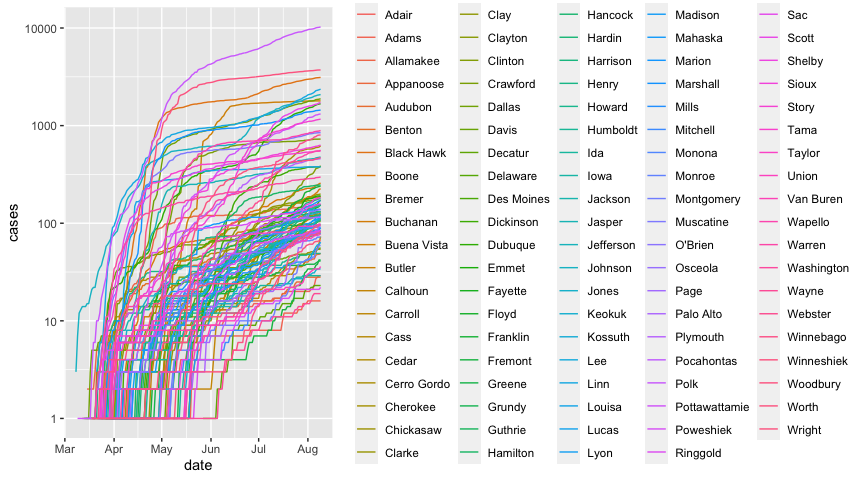 10000
1000
100
10
1
cases
Mar Apr May Jun Jul Aug
date
Adair
Adams
Allamakee
Appanoose
Audubon
Benton
Black Hawk
Boone
Bremer
Buchanan
Buena Vista
Butler
Calhoun
Carroll
Cass
Cedar
Cerro Gordo
Cherokee
Chickasaw
Clarke
Clay
Clayton
Clinton
Crawford
Dallas
Davis
Decatur
Delaware
Des Moines
Dickinson
Dubuque
Emmet
Fayette
Floyd
Franklin
Fremont
Greene
Grundy
Guthrie
Hamilton
Hancock
Hardin
Harrison
Henry
Howard
Humboldt
Ida
Iowa
Jackson
Jasper
Jefferson
Johnson
Jones
Keokuk
Kossuth
Lee
Linn
Louisa
Lucas
Lyon
Madison
Mahaska
Marion
Marshall
Mills
Mitchell
Monona
Monroe
Montgomery
Muscatine
O'Brien
Osceola
Page
Palo Alto
Plymouth
Pocahontas
Polk
Pottawattamie
Poweshiek
Ringgold
Sac
Scott
Shelby
Sioux
Story
Tama
Taylor
Union
Van Buren
Wapello
Warren
Washington
Wayne
Webster
Winnebago
Winneshiek
Woodbury
Worth
Wright